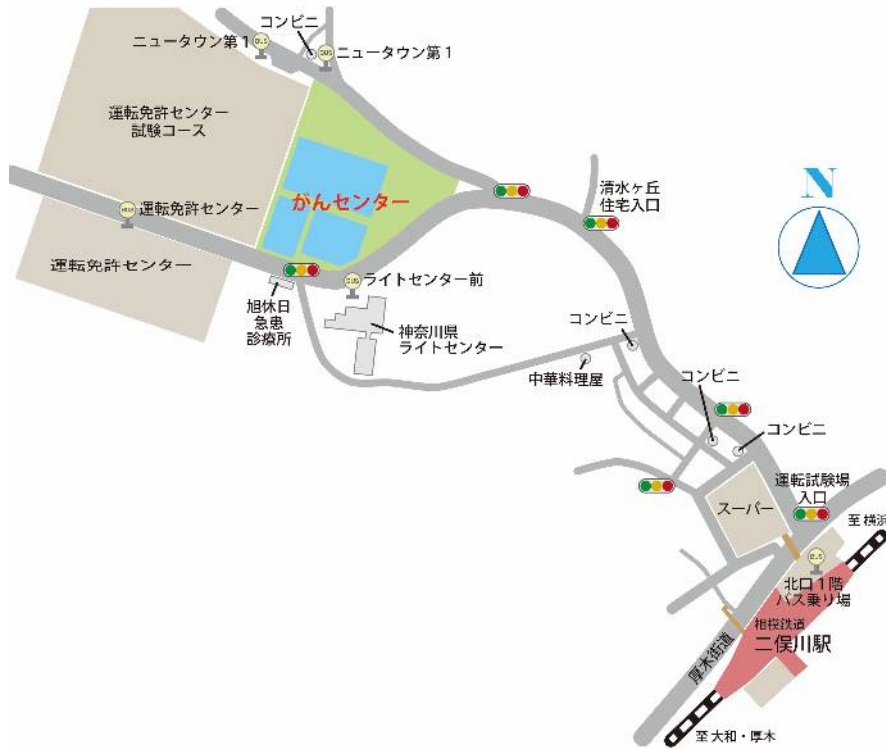 コンビニ
ニュータウン第1
ニュータウン第1
運転免許センター
試験コース
がんセンター
運転免許センター
運転免許センター
清水ヶ丘
住宅入口
N
ライトセンター前
旭休日
急患
診療所
神奈川県
ライトセンター
コンビニ
中華料理屋
コンビニ
コンビニ
運転試験場
入口
スーパー
至 横浜
北口1階
バス乗り場
相模鉄道
二俣川駅
厚木街道
至 大和・厚木
BUS
BUS
BUS
BUS
BUS